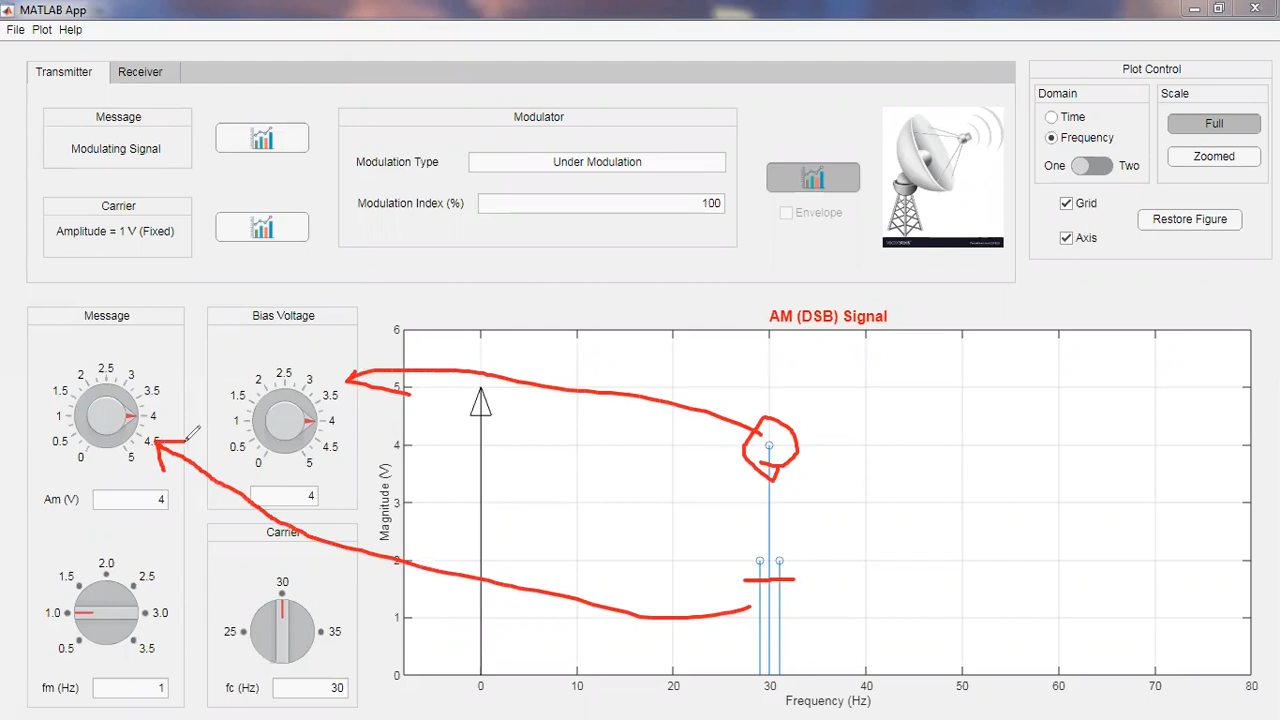 MATLAB App
File Plot Help
Transmitter Receiver
Message
Modulating Signal
Carrier
Amplitude = 1 V (Fixed)
Modulator
Modulation Type Under Modulation
Modulation Index (%) 100
Envelope
Plot Control
Domain
Time
Frequency
One Two
Scale
Full
Zoomed
Grid
Axis
Restore Figure
Message
0 0.5 1 1.5 2 2.5 3 3.5 4 4.5 5
Am (V) 4
0.5 1.0 1.5 2.0 2.5 3.0 3.5
fm (Hz) 1
Bias Voltage
0 0.5 1 1.5 2 2.5 3 3.5 4 4.5 5
4
Carrier
25 30 35
fc (Hz) 30
AM (DSB) Signal
Magnitude (V)
6
5
4
3
2
1
0
0 10 20 30 40 50 60 70 80
Frequency (Hz)